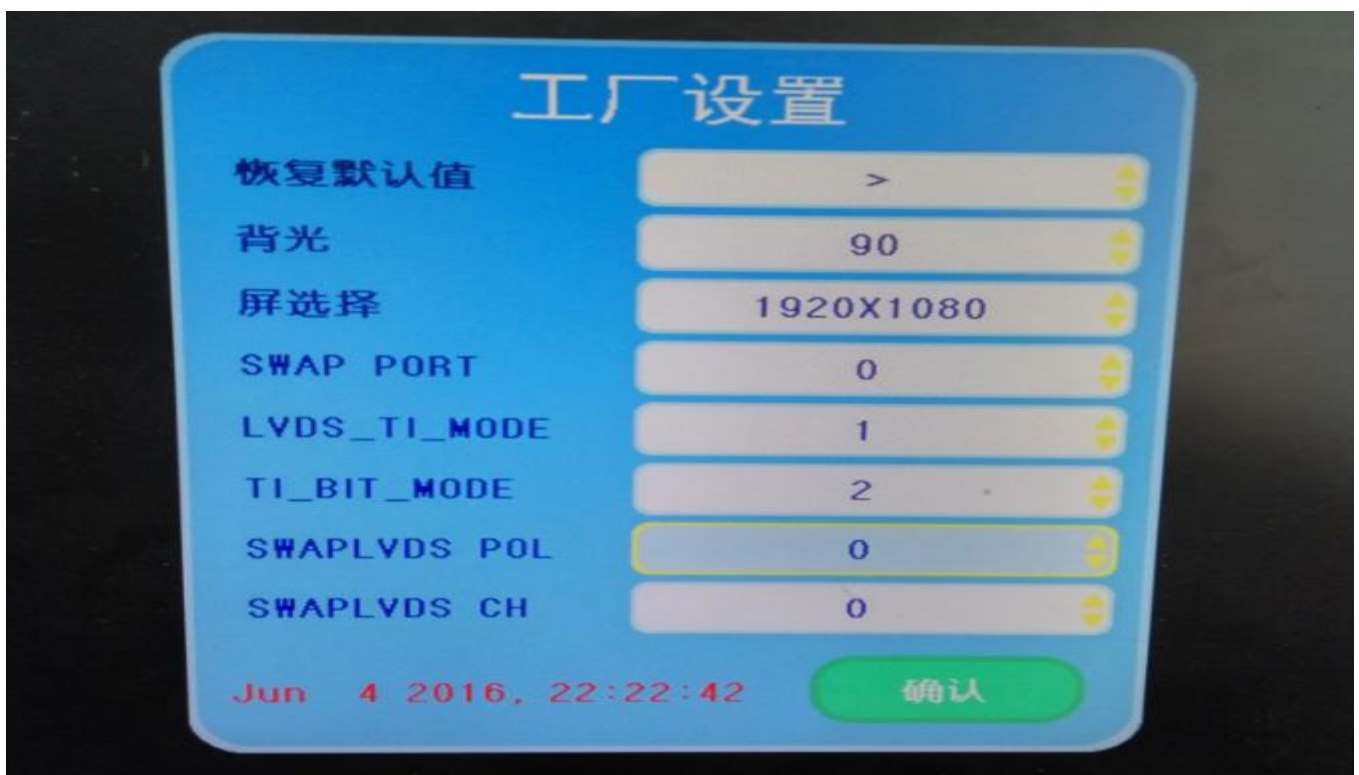 工厂设置
恢复默认值 >
背光 90
屏选择 1920X1080
SWAP PORT 0
LVDS_TI_MODE 1
TI_BIT_MODE 2
SWAPLVDS POL 0
SWAPLVDS CH 0
Jun 4 2016, 22:22:42 确认